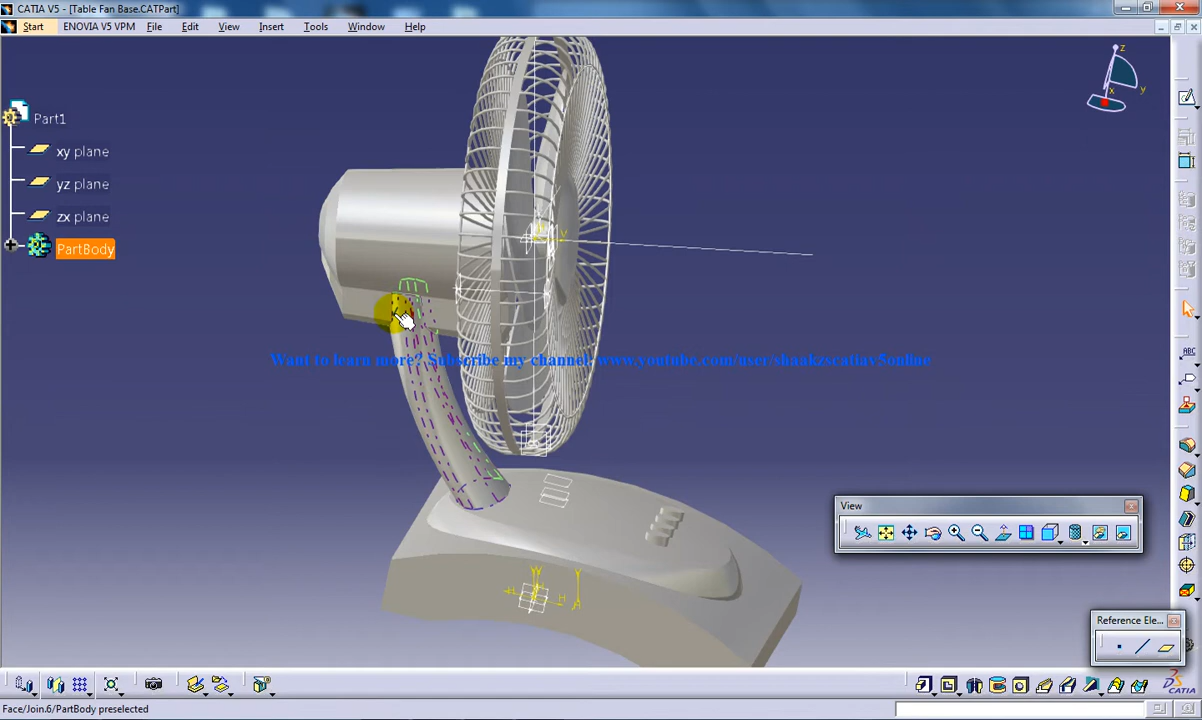 CATIA V5 - [Table Fan Base.CATPart]
Start ENOVIA V5 VPM File Edit View Insert Tools Window Help
z
y
x
Part1
xy plane
yz plane
zx plane
PartBody
V
Want to learn more? Subscribe my channel: www.youtube.com/user/shaakzscatiav5online
View
H
H
Reference Ele...
ABC
CATIA
Face/Join.6/PartBody preselected